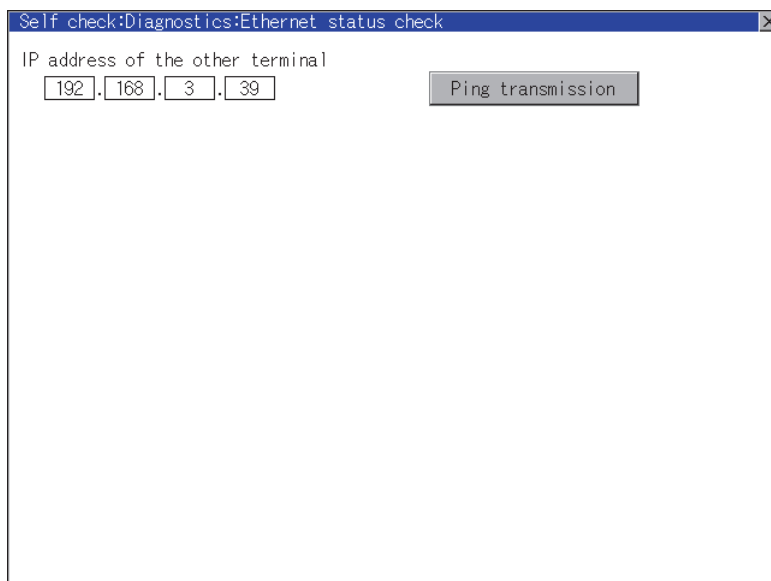 Self check:Diagnostics:Ethernet status check
IP address of the other terminal
192.168.3.39
Ping transmission